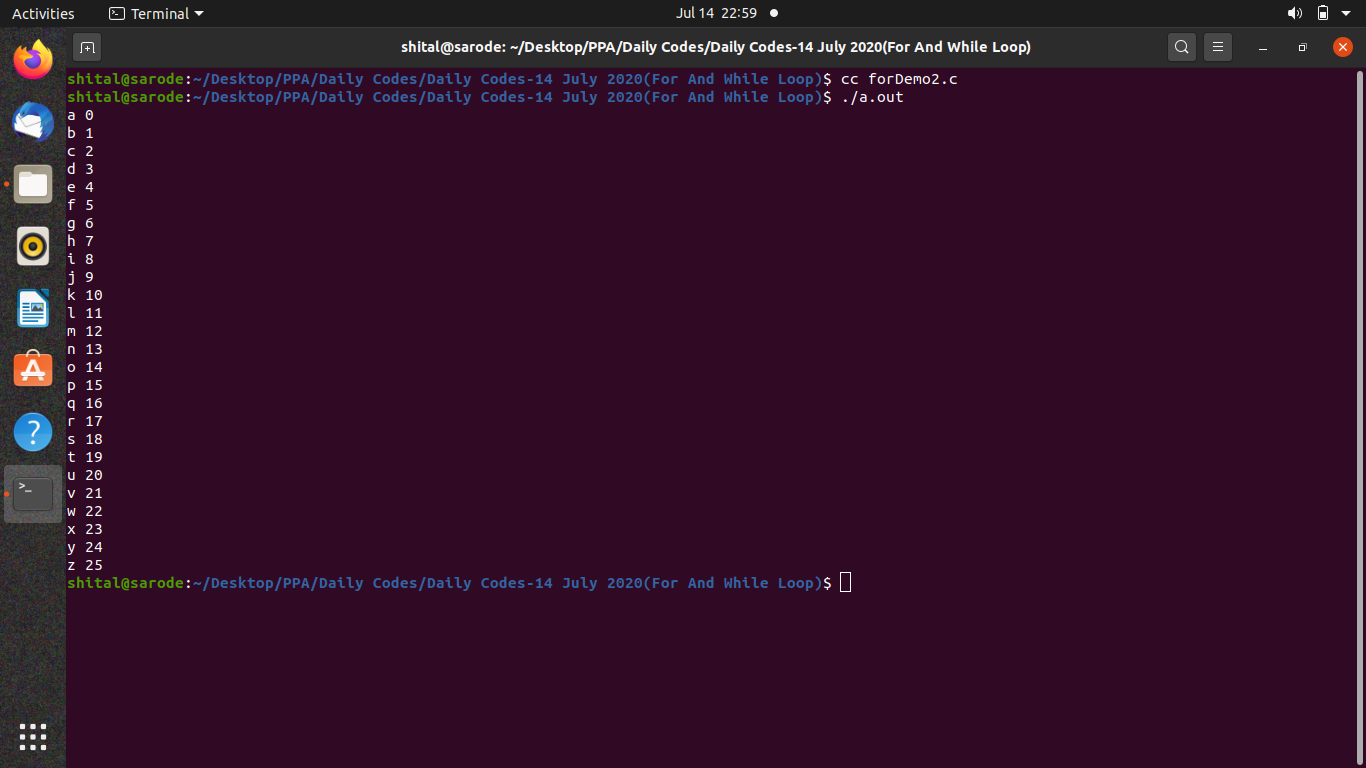 Activities Terminal Jul 14 22:59
shital@sarode: ~/Desktop/PPA/Daily Codes/Daily Codes-14 July 2020(For And While Loop)
shital@sarode:~/Desktop/PPA/Daily Codes/Daily Codes-14 July 2020(For And While Loop)$ cc forDemo2.c
shital@sarode:~/Desktop/PPA/Daily Codes/Daily Codes-14 July 2020(For And While Loop)$ ./a.out
a 0
b 1
c 2
d 3
e 4
f 5
g 6
h 7
i 8
j 9
k 10
l 11
m 12
n 13
o 14
p 15
q 16
r 17
s 18
t 19
u 20
v 21
w 22
x 23
y 24
z 25
shital@sarode:~/Desktop/PPA/Daily Codes/Daily Codes-14 July 2020(For And While Loop)$